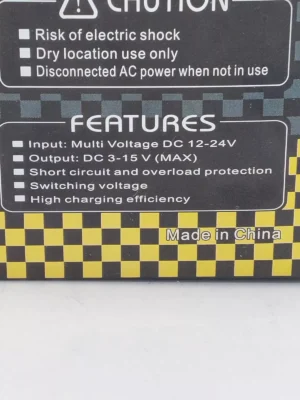 CAUTION
Risk of electric shock
Dry location use only
Disconnected AC power when not in use
FEATURES
Input: Multi Voltage DC 12-24V
Output: DC 3-15 V (MAX)
Short circuit and overload protection
Switching voltage
High charging efficiency
Made in China